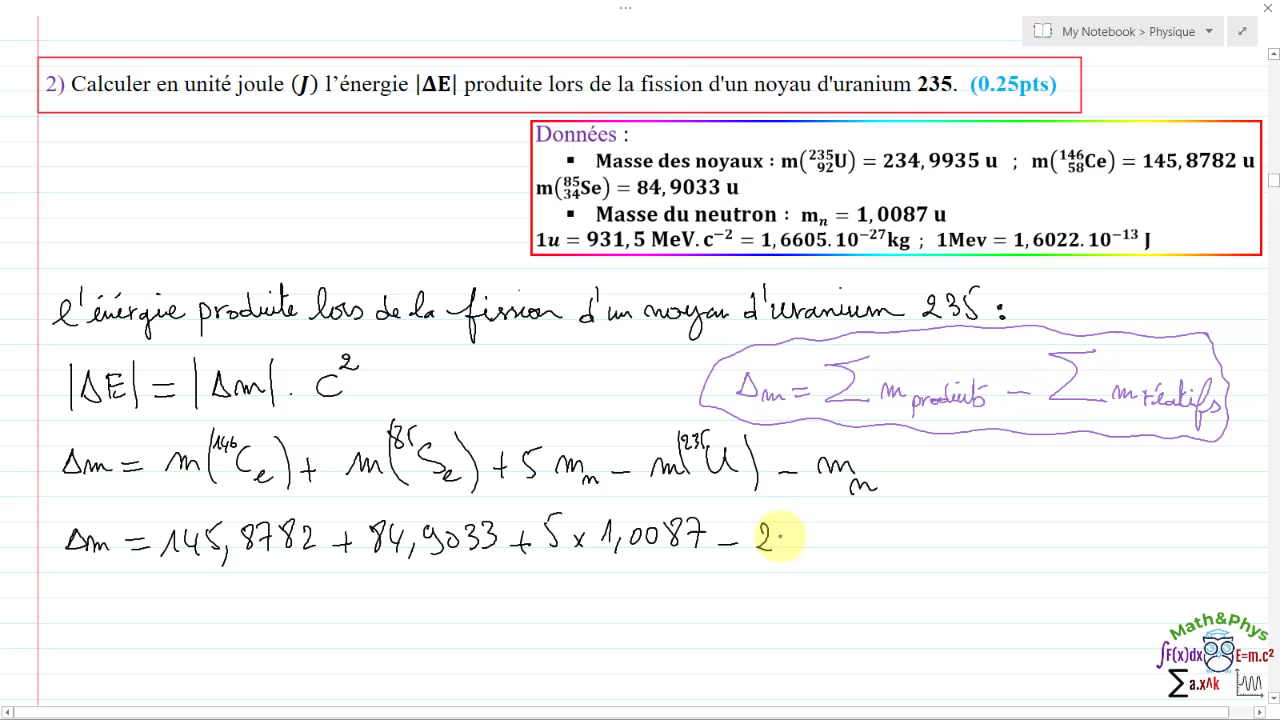 My Notebook > Physique
2) Calculer en unité joule (J) l’énergie |ΔE| produite lors de la fission d'un noyau d'uranium 235. (0.25pts)
Données :
▪ Masse des noyaux : m(²³⁵₉₂U) = 234,9935 u ; m(¹⁴⁶₅₈Ce) = 145,8782 u
m(⁸⁵₃₄Se) = 84,9033 u
▪ Masse du neutron : mₙ = 1,0087 u
1u = 931,5 MeV.c⁻² = 1,6605.10⁻²⁷kg ; 1Mev = 1,6022.10⁻¹³ J
l'énérgie produite lors de la fission d'un noyau d'uranium 235 :
|ΔE| = |Δm| . C²
Δm = Σ m produits − Σ m réactifs
Δm = m(¹⁴⁶Ce) + m(⁸⁵Se) + 5 mₙ − m(²³⁵U) − mₙ
Δm = 145,8782 + 84,9033 + 5 × 1,0087 − 2
Math&Phys
∫F(x)dx E=m.c²
∑ a.x∧k